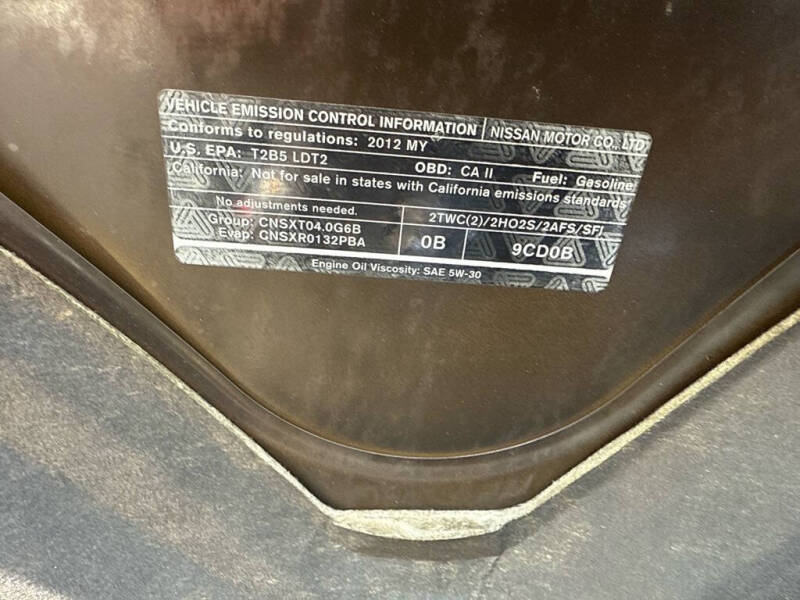 VEHICLE EMISSION CONTROL INFORMATION NISSAN MOTOR CO., LTD
Conforms to regulations: 2012 MY
U.S. EPA: T2B5 LDT2 OBD: CA II Fuel: Gasoline
California: Not for sale in states with California emissions standards
No adjustments needed. 2TWC(2)/2HO2S/2AFS/SFI
Group: CNSXT04.0G6B
Evap: CNSXR0132PBA 0B 9CD0B
Engine Oil Viscosity: SAE 5W-30